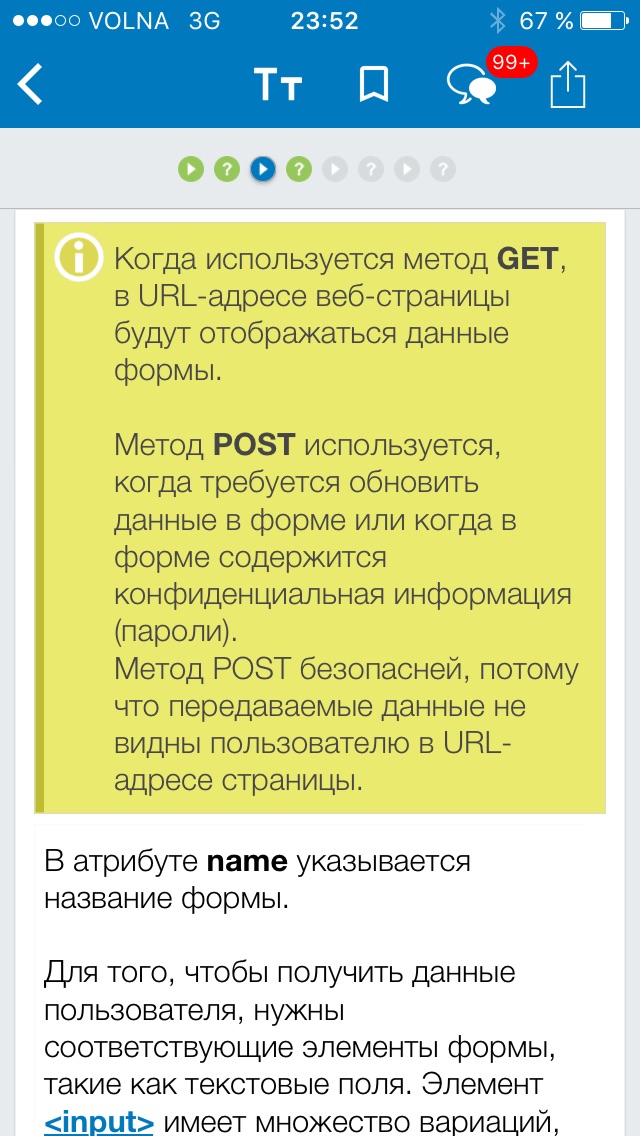 VOLNA 3G 23:52 67 %
TT 99+
? ? ? ?
Когда используется метод GET,
в URL-адресе веб-страницы
будут отображаться данные
формы.
Метод POST используется,
когда требуется обновить
данные в форме или когда в
форме содержится
конфиденциальная информация
(пароли).
Метод POST безопасней, потому
что передаваемые данные не
видны пользователю в URL-
адресе страницы.
В атрибуте name указывается
название формы.
Для того, чтобы получить данные
пользователя, нужны
соответствующие элементы формы,
такие как текстовые поля. Элемент
<input> имеет множество вариаций,